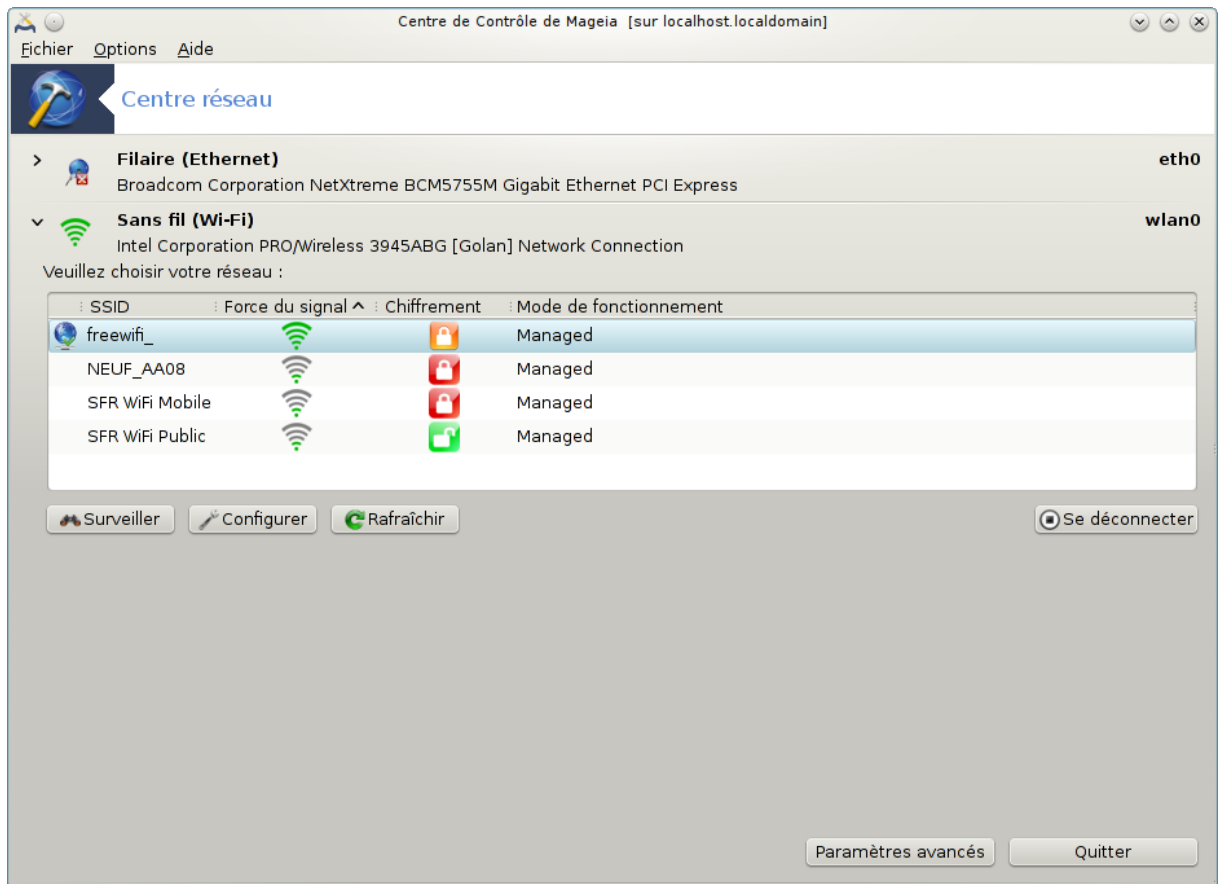 Centre de Contrôle de Mageia [sur localhost.localdomain]
Fichier Options Aide
Centre réseau
Filaire (Ethernet) eth0
Broadcom Corporation NetXtreme BCM5755M Gigabit Ethernet PCI Express
Sans fil (Wi-Fi) wlan0
Intel Corporation PRO/Wireless 3945ABG [Golan] Network Connection
Veuillez choisir votre réseau :
SSID Force du signal Chiffrement Mode de fonctionnement
freewifi_ Managed
NEUF_AA08 Managed
SFR WiFi Mobile Managed
SFR WiFi Public Managed
Surveiller Configurer Rafraîchir Se déconnecter
Paramètres avancés Quitter